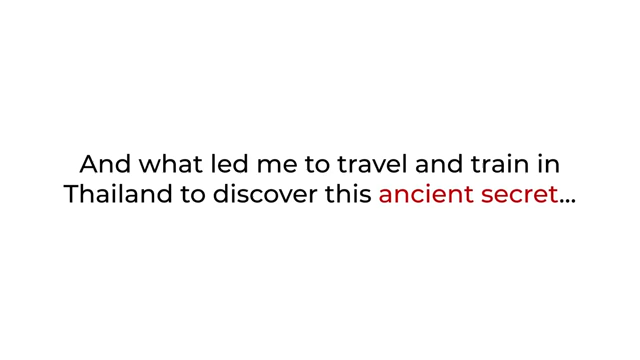 And what led me to travel and train in
Thailand to discover this ancient secret...